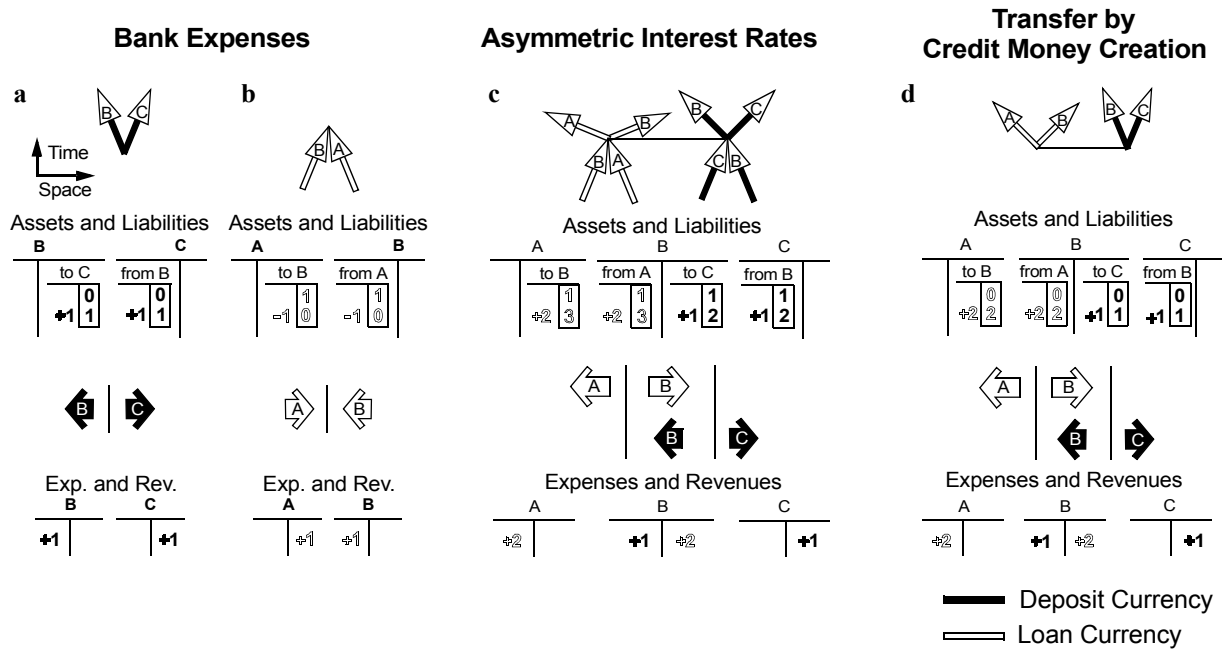 Bank Expenses
Asymmetric Interest Rates
Transfer by
Credit Money Creation
a
B C
Time
Space
Assets and Liabilities
B C
to C from B
0 0
+1 1 +1 1
B C
Exp. and Rev.
B C
+1 +1
b
B A
Assets and Liabilities
A B
to B from A
1 1
-1 0 -1 0
A B
Exp. and Rev.
A B
+1 +1
c
A B B C
B A C B
Assets and Liabilities
A B C
to B from A to C from B
1 1 1 1
+2 3 +2 3 +1 2 +1 2
A B
B C
Expenses and Revenues
A B C
+2 +1 +2 +1
d
A B B C
Assets and Liabilities
A B C
to B from A to C from B
0 0 0 0
+2 2 +2 2 +1 1 +1 1
A B
B C
Expenses and Revenues
A B C
+2 +1 +2 +1
Deposit Currency
Loan Currency